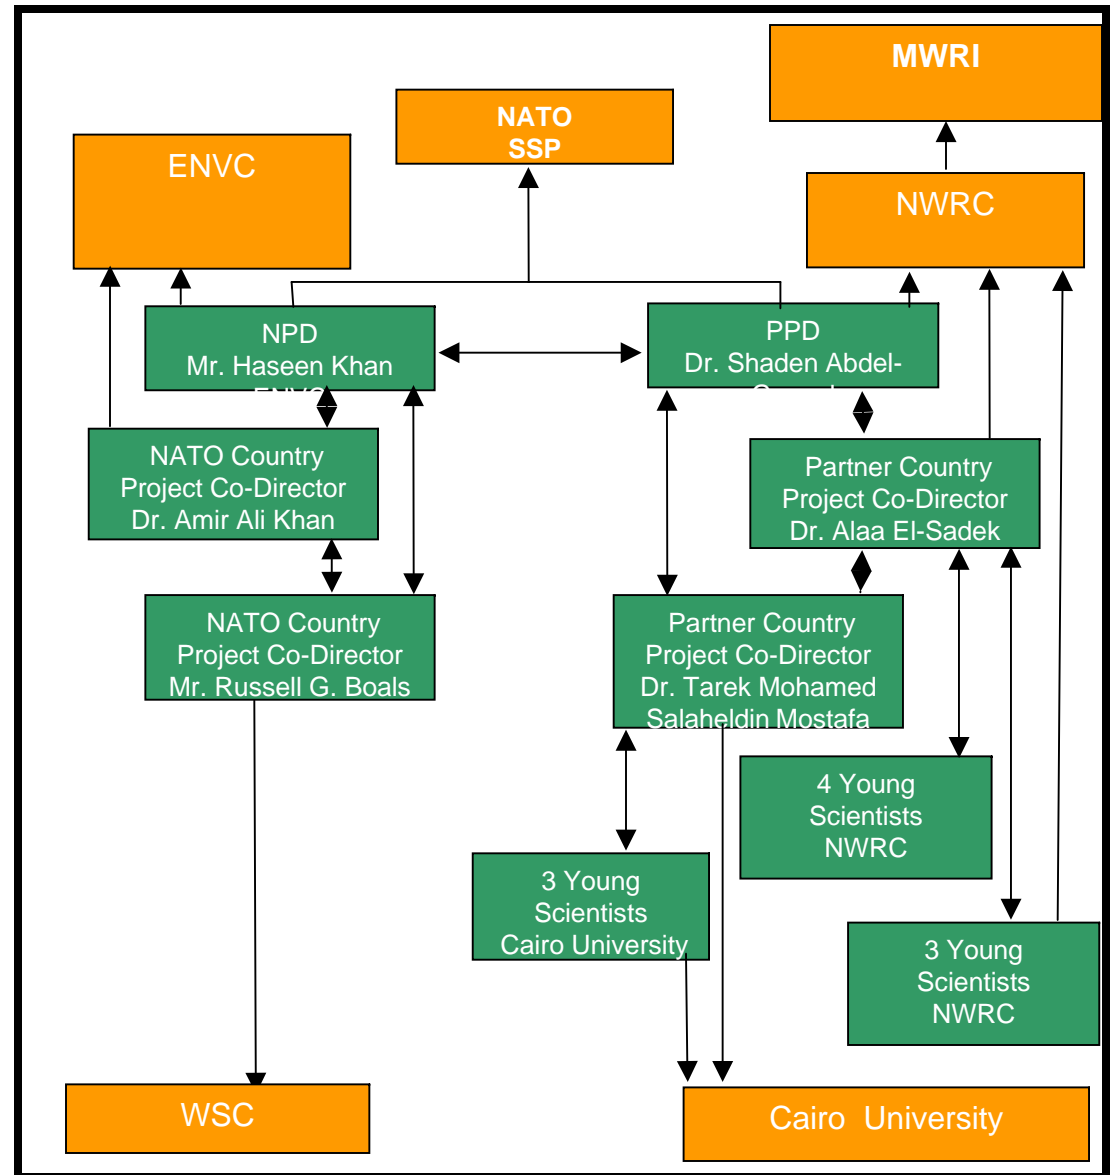 MWRI
NATO
SSP
ENVC
NWRC
NPD
Mr. Haseen Khan
PPD
Dr. Shaden Abdel-
NATO Country
Project Co-Director
Dr. Amir Ali Khan
Partner Country
Project Co-Director
Dr. Alaa El-Sadek
NATO Country
Project Co-Director
Mr. Russell G. Boals
Partner Country
Project Co-Director
Dr. Tarek Mohamed
Salaheldin Mostafa
4 Young
Scientists
NWRC
3 Young
Scientists
Cairo University
3 Young
Scientists
NWRC
WSC
Cairo University